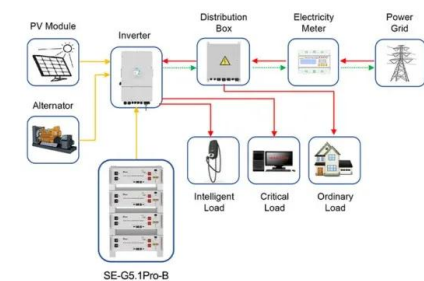 PV Module
Inverter
Distribution
Box
Electricity
Meter
Power
Grid
Alternator
Intelligent
Load
Critical
Load
Ordinary
Load
SE-G5.1Pro-B